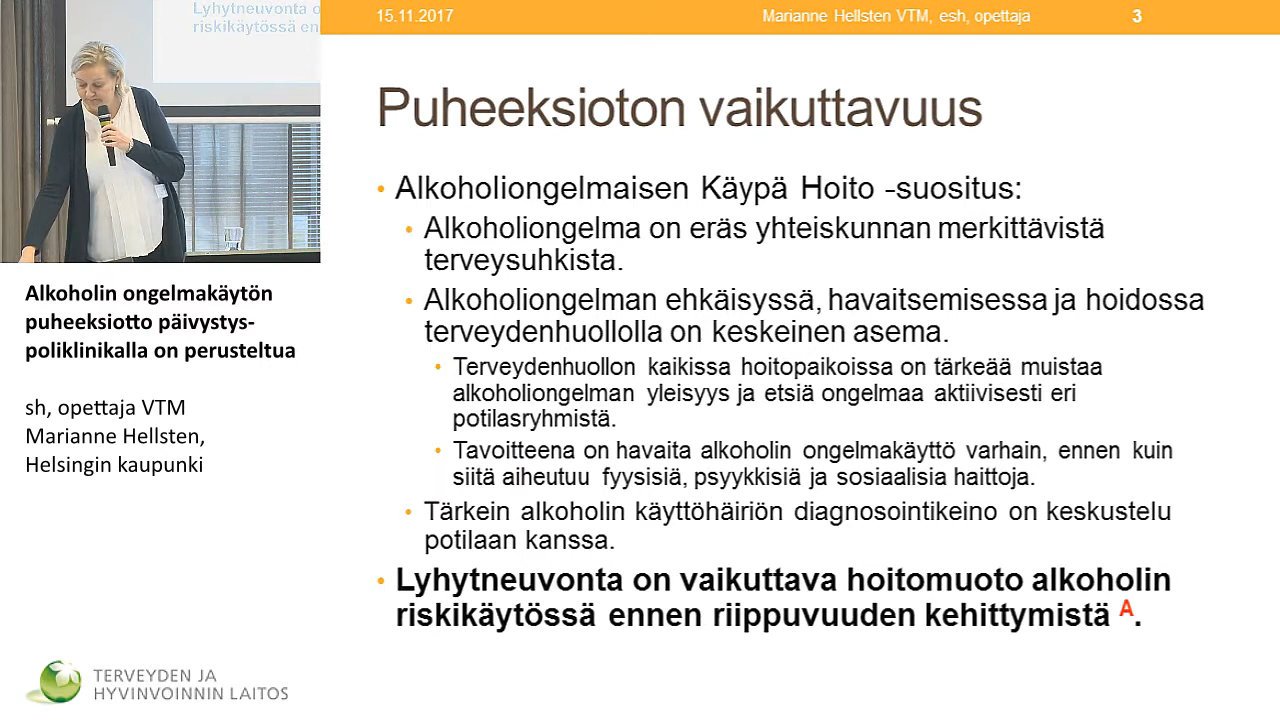 Lyhytneuvonta o
riskikäytössä en
15.11.2017
Marianne Hellsten VTM, esh, opettaja
3
Puheeksioton vaikuttavuus
• Alkoholiongelmaisen Käypä Hoito -suositus:
• Alkoholiongelma on eräs yhteiskunnan merkittävistä
terveysuhkista.
• Alkoholiongelman ehkäisyssä, havaitsemisessa ja hoidossa
terveydenhuollolla on keskeinen asema.
• Terveydenhuollon kaikissa hoitopaikoissa on tärkeää muistaa
alkoholiongelman yleisyys ja etsiä ongelmaa aktiivisesti eri
potilasryhmistä.
• Tavoitteena on havaita alkoholin ongelmakäyttö varhain, ennen kuin
siitä aiheutuu fyysisiä, psyykkisiä ja sosiaalisia haittoja.
• Tärkein alkoholin käyttöhäiriön diagnosointikeino on keskustelu
potilaan kanssa.
• Lyhytneuvonta on vaikuttava hoitomuoto alkoholin
riskikäytössä ennen riippuvuuden kehittymistä A.
Alkoholin ongelmakäytön
puheeksiotto päivystys-
poliklinikalla on perusteltua
sh, opettaja VTM
Marianne Hellsten,
Helsingin kaupunki
TERVEYDEN JA
HYVINVOINNIN LAITOS